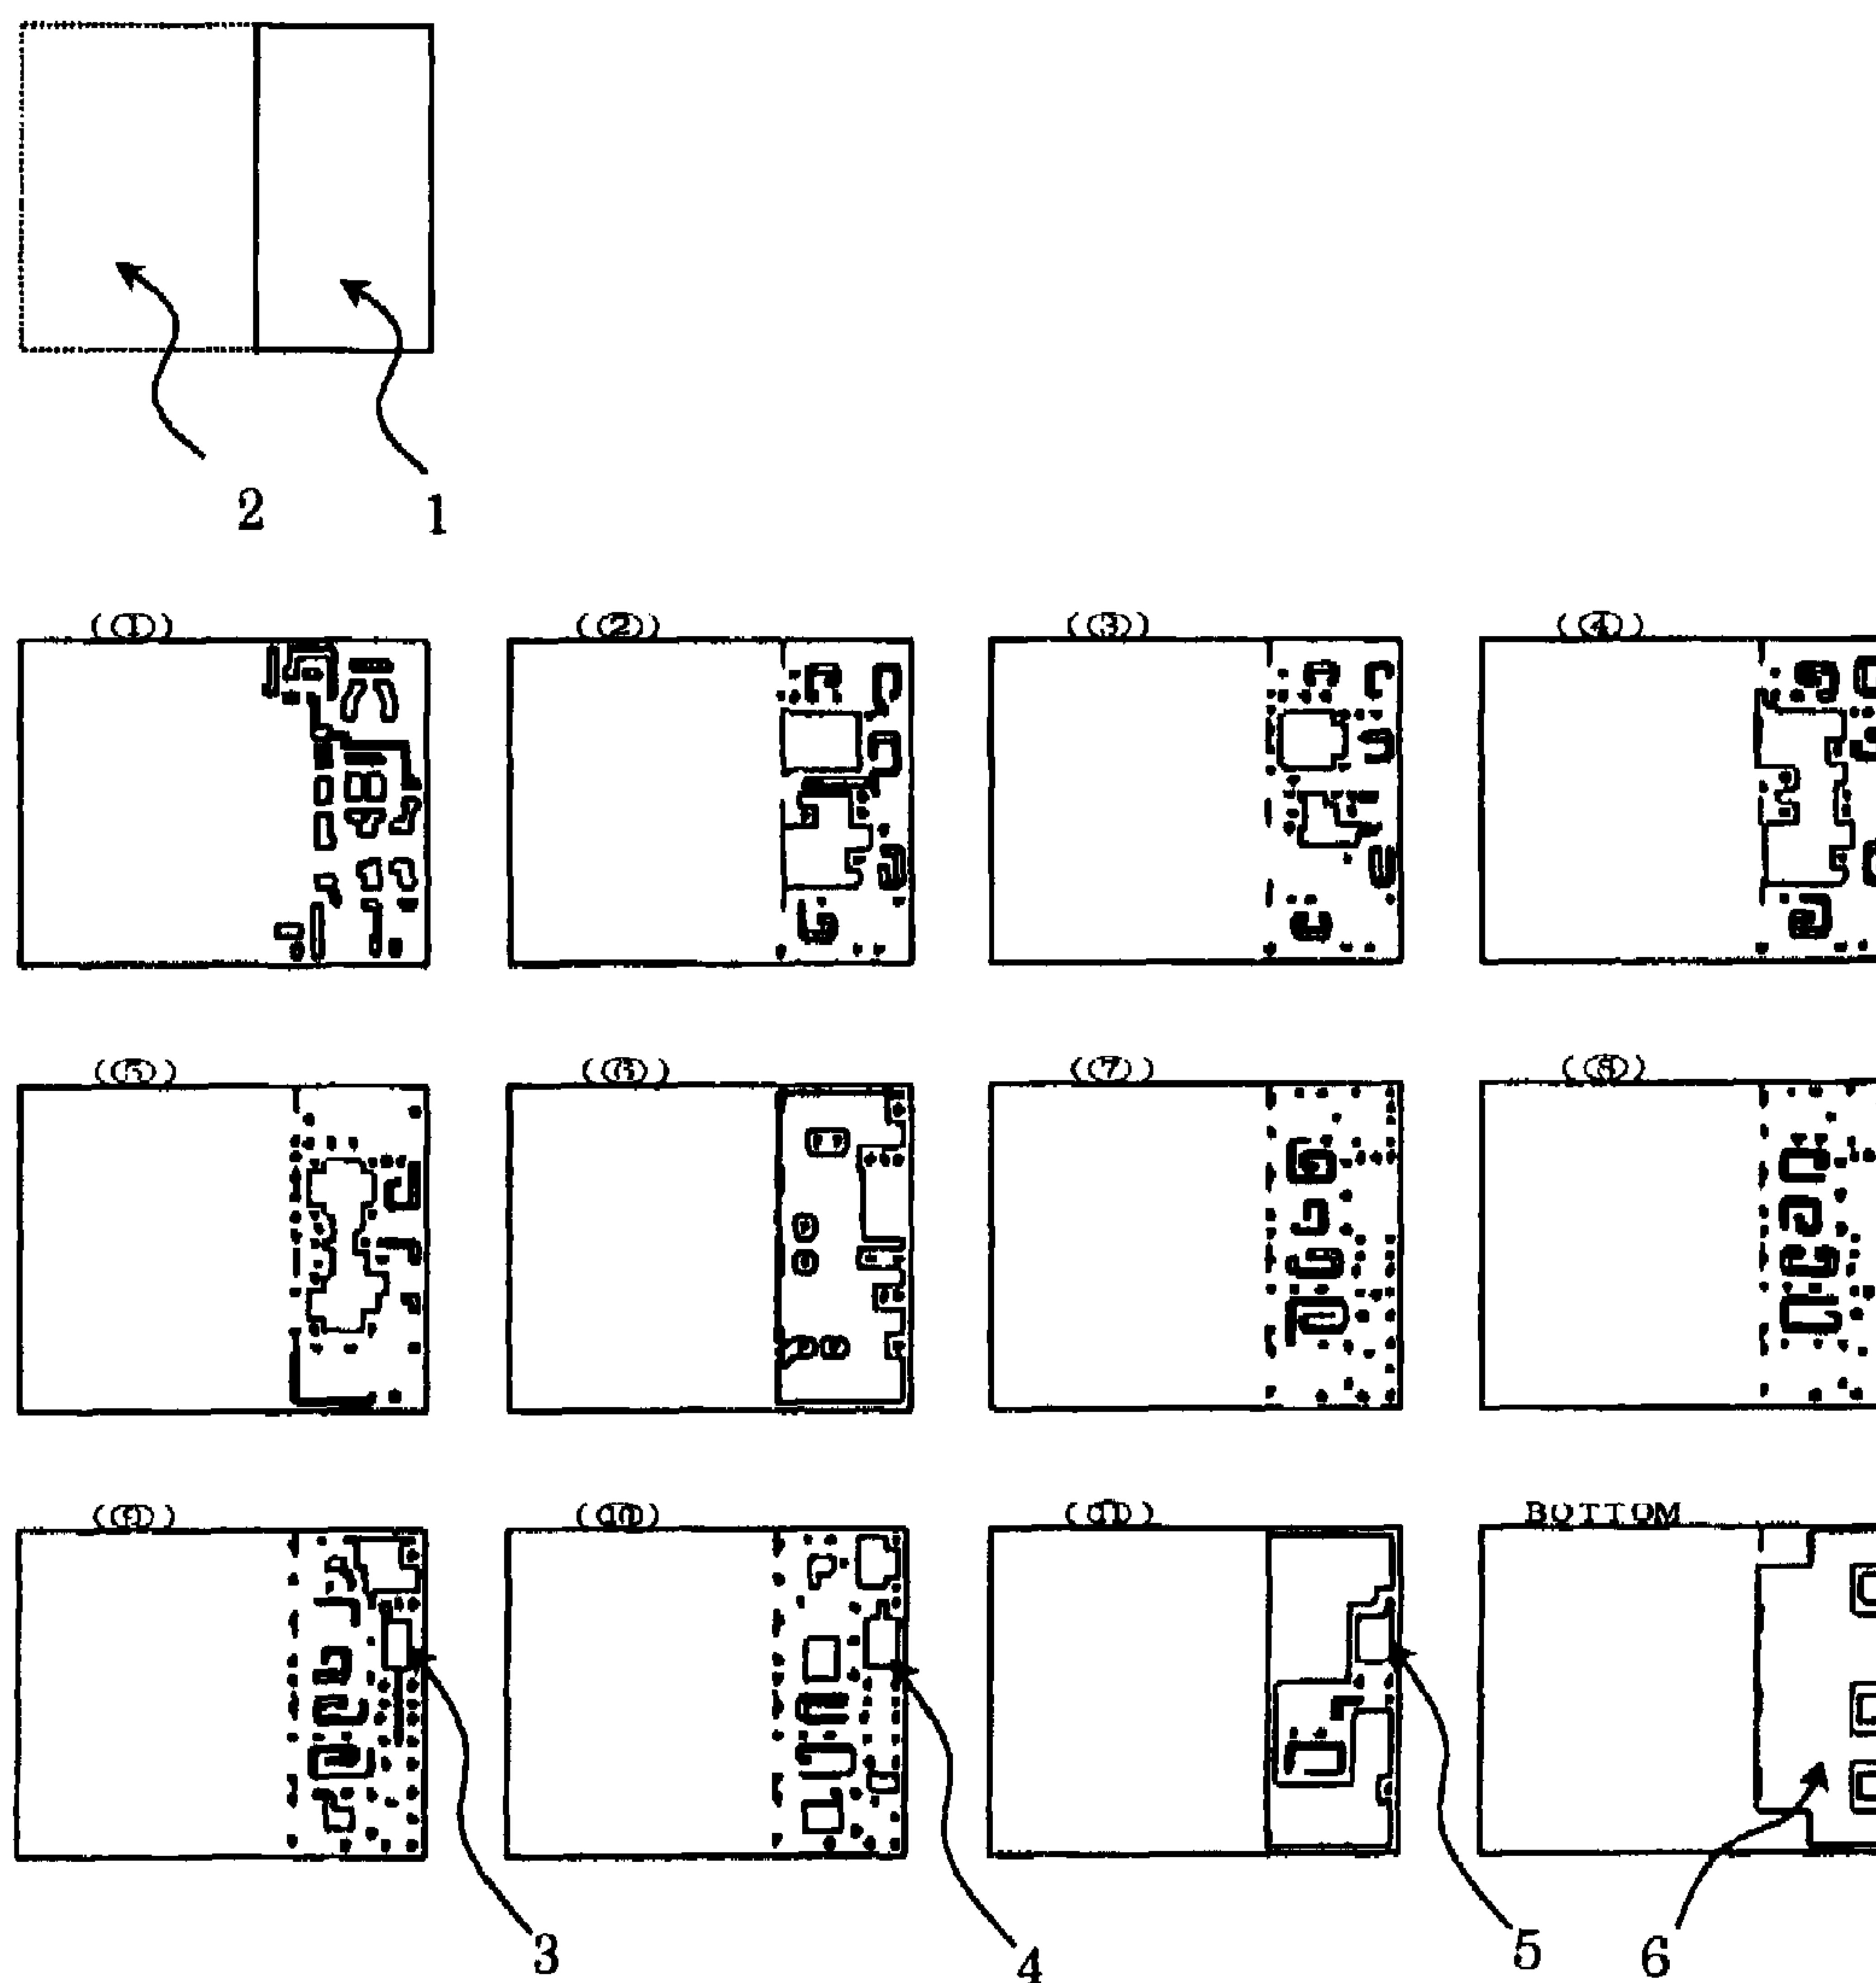 2 1
(①) (②) (③) (④)
(⑤) (⑥) (⑦) (⑧)
(⑨) (⑩) (⑪) BOTTOM
3 4 5 6